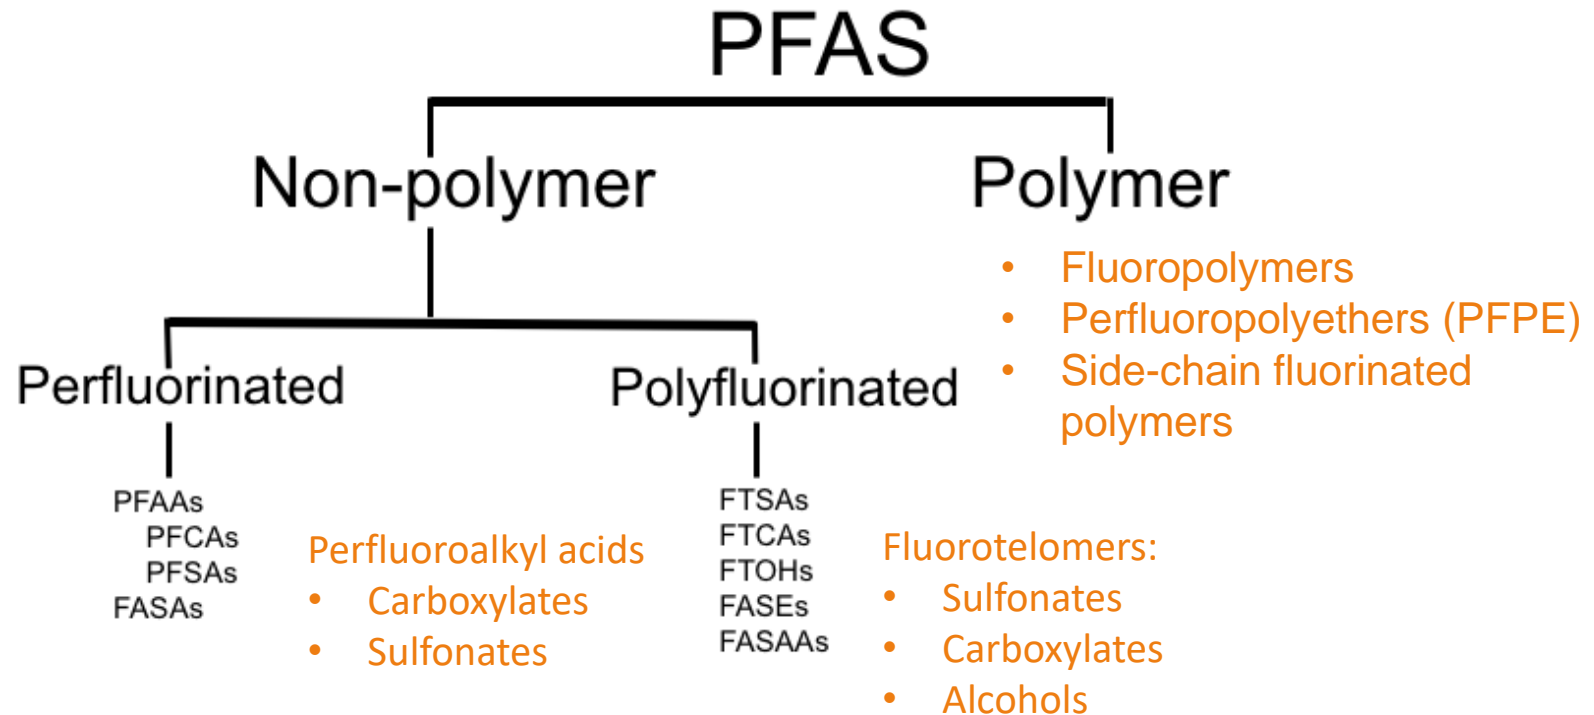 PFAS
Non-polymer
Polymer
• Fluoropolymers
• Perfluoropolyethers (PFPE)
• Side-chain fluorinated
polymers
Perfluorinated
Polyfluorinated
PFAAs
PFCAs
PFSAs
FASAs
Perfluoroalkyl acids
• Carboxylates
• Sulfonates
FTSAs
FTCAs
FTOHs
FASEs
FASAAs
Fluorotelomers:
• Sulfonates
• Carboxylates
• Alcohols